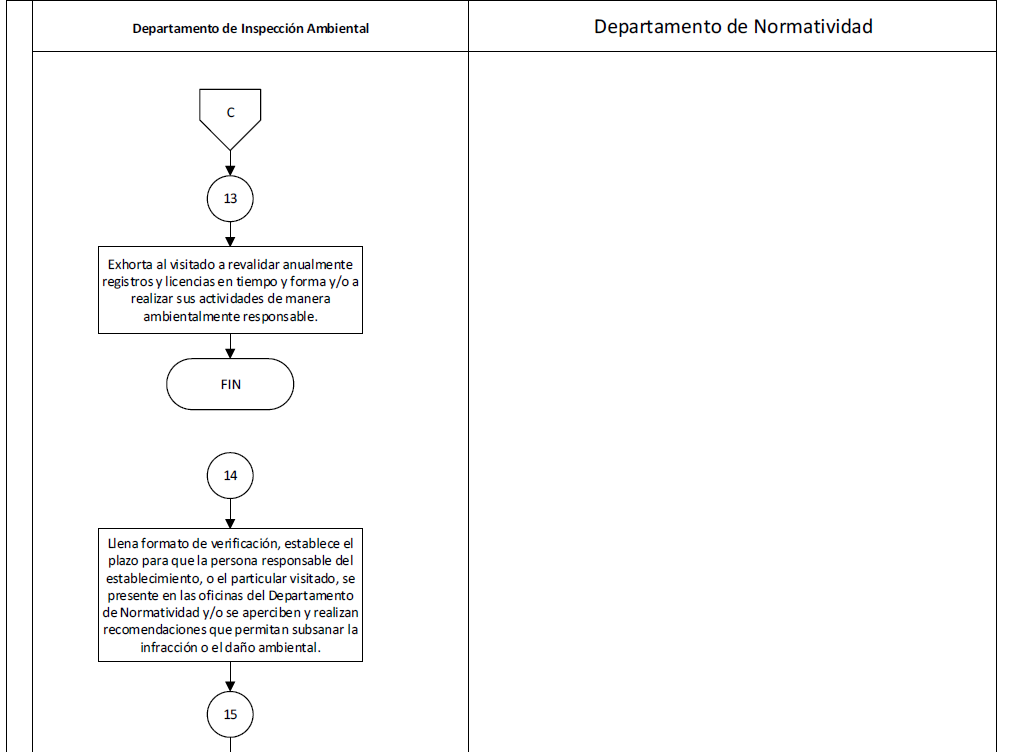 Departamento de Inspección Ambiental
Departamento de Normatividad
C
13
Exhorta al visitado a revalidar anualmente
registros y licencias en tiempo y forma y/o a
realizar sus actividades de manera
ambientalmente responsable.
FIN
14
Llena formato de verificación, establece el
plazo para que la persona responsable del
establecimiento, o el particular visitado, se
presente en las oficinas del Departamento
de Normatividad y/o se aperciben y realizan
recomendaciones que permitan subsanar la
infracción o el daño ambiental.
15